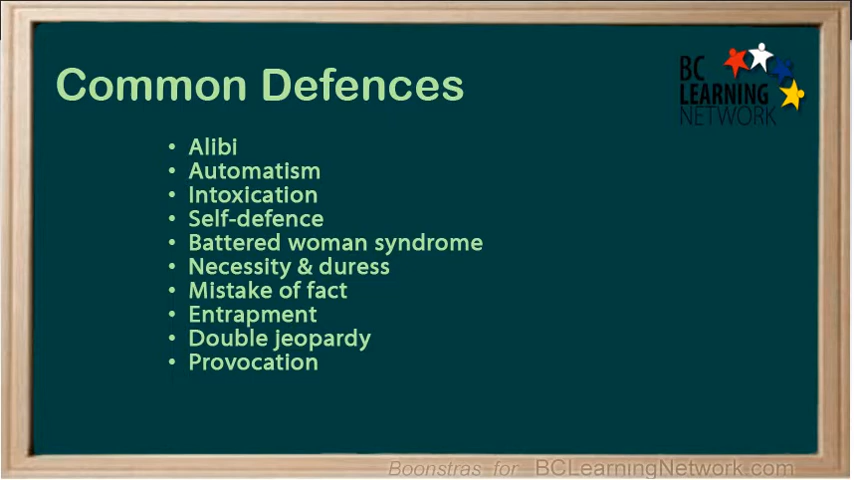 BC
LEARNING
NETWORK
Common Defences
• Alibi
• Automatism
• Intoxication
• Self-defence
• Battered woman syndrome
• Necessity & duress
• Mistake of fact
• Entrapment
• Double jeopardy
• Provocation
Boonstras for BCLearningNetwork.com